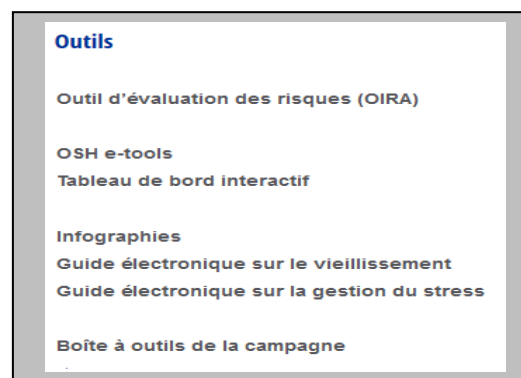 Outils
Outil d'évaluation des risques (OIRA)
OSH e-tools
Tableau de bord interactif
Infographies
Guide électronique sur le vieillissement
Guide électronique sur la gestion du stress
Boîte à outils de la campagne